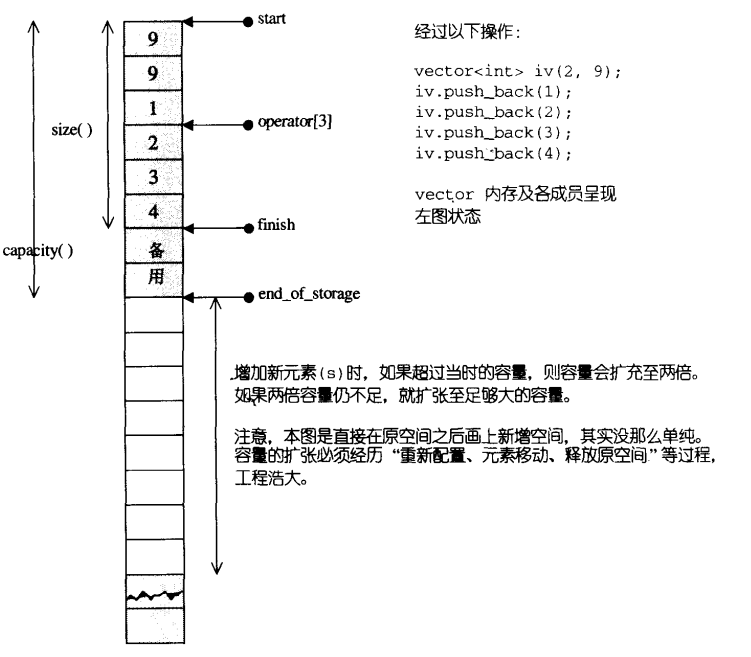 start
9
9
1
operator[3]
size( )
2
3
4
finish
capacity( )
备
用
end_of_storage
经过以下操作:
vector<int> iv(2, 9);
iv.push_back(1);
iv.push_back(2);
iv.push_back(3);
iv.push_back(4);
vector 内存及各成员呈现
左图状态
增加新元素(s)时，如果超过当时的容量，则容量会扩充至两倍。
如果两倍容量仍不足，就扩张至足够大的容量。
注意，本图是直接在原空间之后画上新增空间，其实没那么单纯。
容量的扩张必须经历“重新配置、元素移动、释放原空间”等过程，
工程浩大。